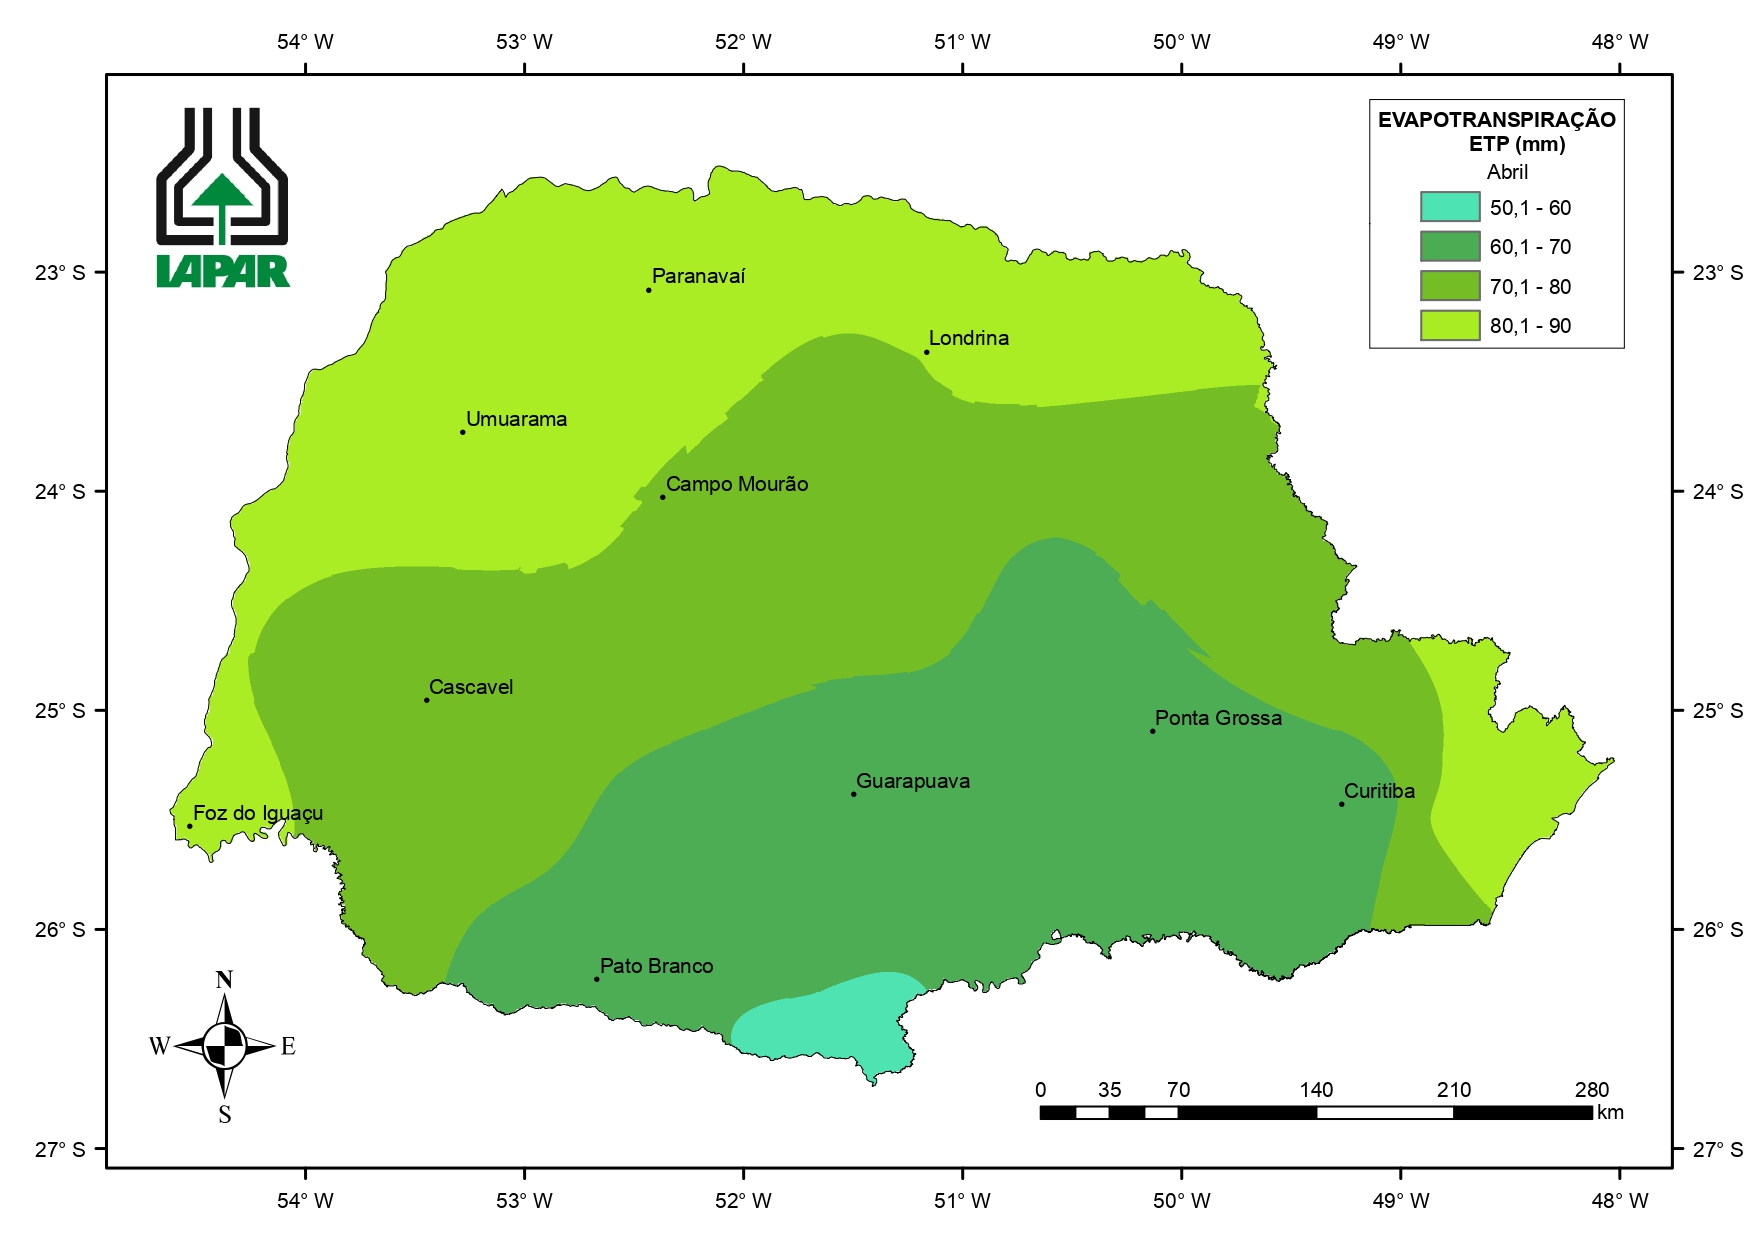 54° W 53° W 52° W 51° W 50° W 49° W 48° W
IAPAR
EVAPOTRANSPIRAÇÃO
ETP (mm)
Abril
50,1 - 60
60,1 - 70
70,1 - 80
80,1 - 90
23° S 23° S
Paranavaí
Londrina
Umuarama
Campo Mourão
24° S 24° S
Cascavel
25° S 25° S
Ponta Grossa
Guarapuava
Curitiba
Foz do Iguaçu
26° S 26° S
Pato Branco
N
W E
S
0 35 70 140 210 280
km
27° S 27° S
54° W 53° W 52° W 51° W 50° W 49° W 48° W